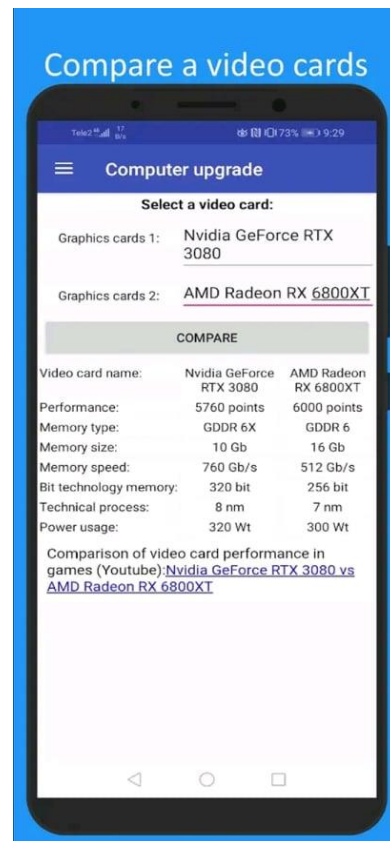 Compare a video cards
Tele2 4G 17 B/s 73% 9:29
Computer upgrade
Select a video card:
Graphics cards 1: Nvidia GeForce RTX
3080
Graphics cards 2: AMD Radeon RX 6800XT
COMPARE
Video card name: Nvidia GeForce AMD Radeon
RTX 3080 RX 6800XT
Performance: 5760 points 6000 points
Memory type: GDDR 6X GDDR 6
Memory size: 10 Gb 16 Gb
Memory speed: 760 Gb/s 512 Gb/s
Bit technology memory: 320 bit 256 bit
Technical process: 8 nm 7 nm
Power usage: 320 Wt 300 Wt
Comparison of video card performance in
games (Youtube):Nvidia GeForce RTX 3080 vs
AMD Radeon RX 6800XT